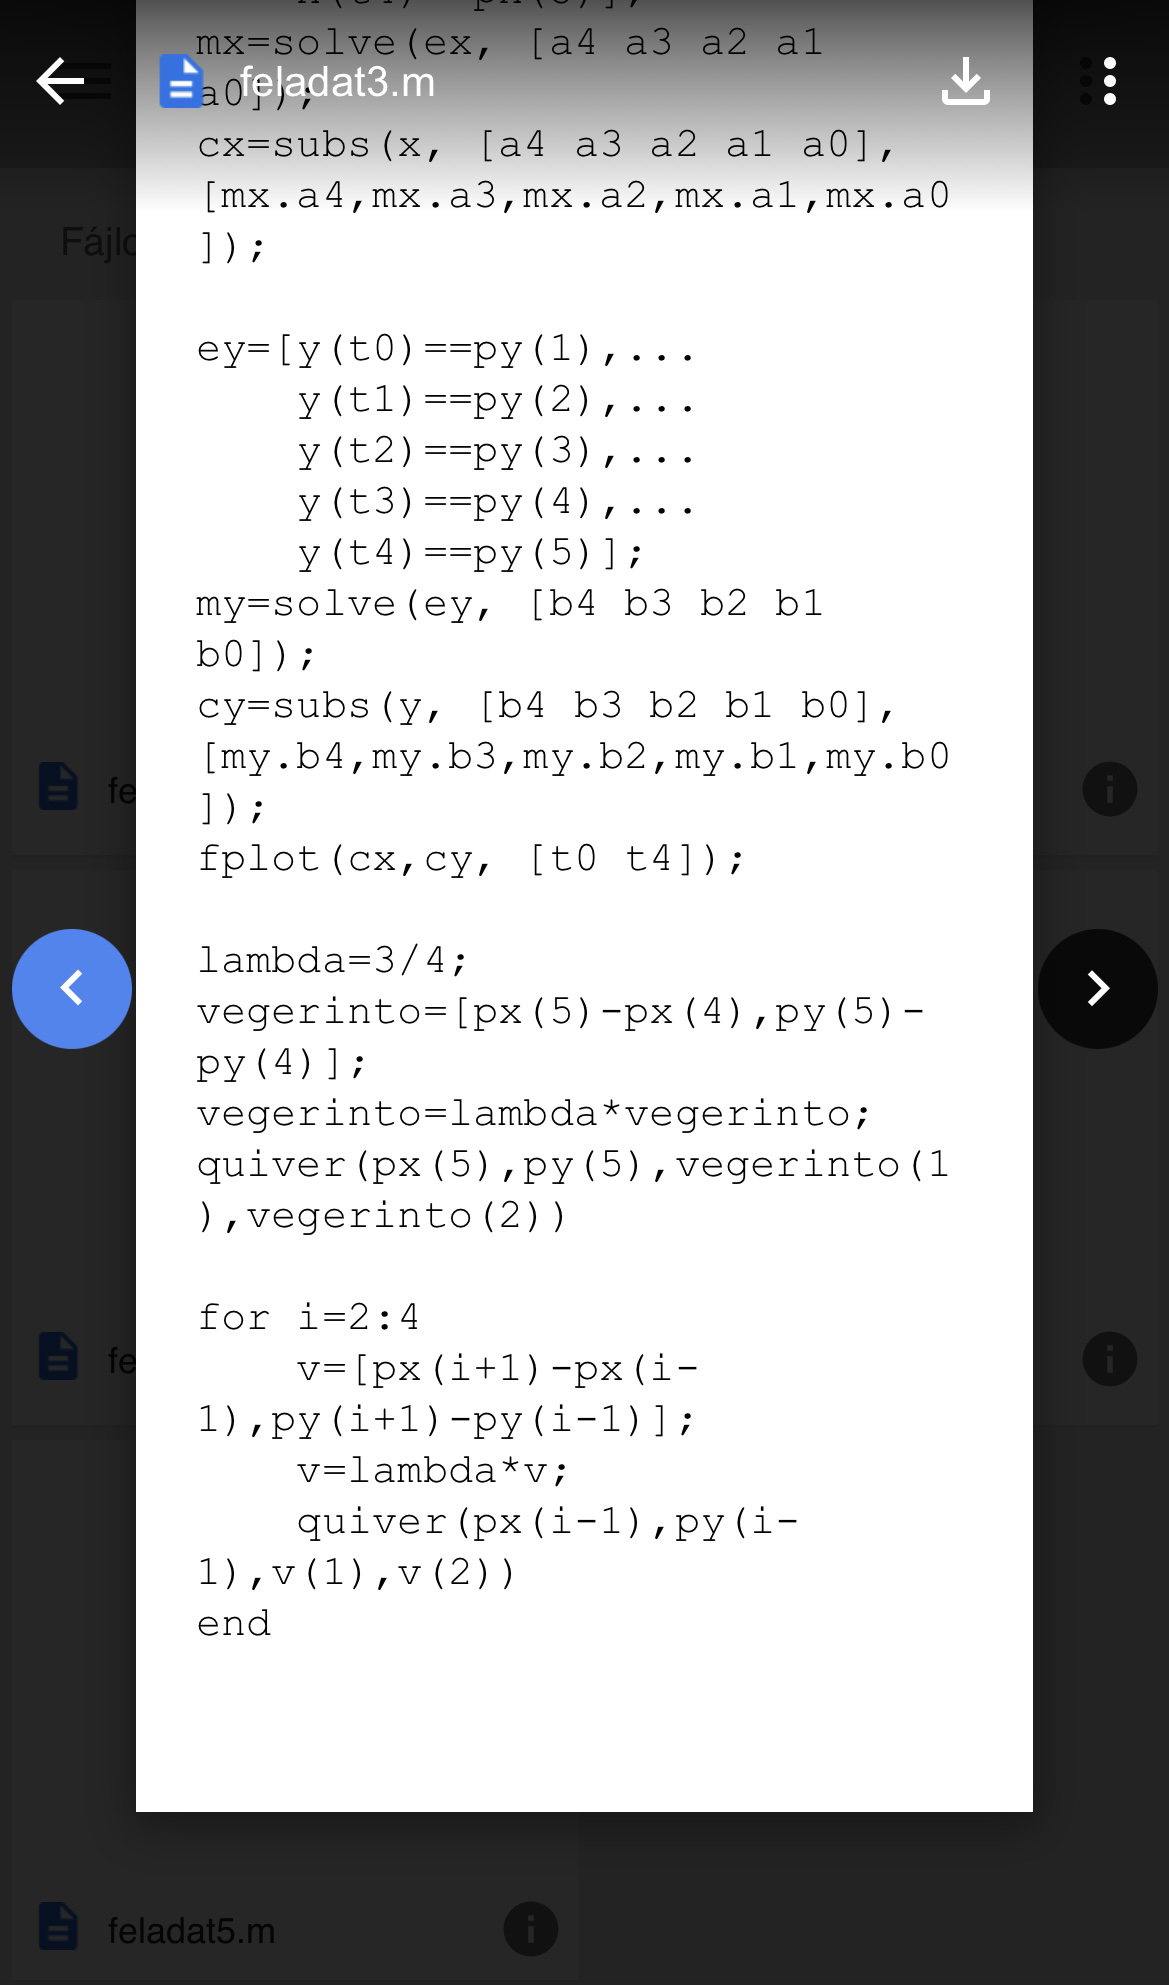 mx=solve(ex, [a4 a3 a2 a1
feladat3.m
a0]);
cx=subs(x, [a4 a3 a2 a1 a0],
[mx.a4,mx.a3,mx.a2,mx.a1,mx.a0
]);
ey=[y(t0)==py(1),...
y(t1)==py(2),...
y(t2)==py(3),...
y(t3)==py(4),...
y(t4)==py(5)];
my=solve(ey, [b4 b3 b2 b1
b0]);
cy=subs(y, [b4 b3 b2 b1 b0],
[my.b4,my.b3,my.b2,my.b1,my.b0
]);
fplot(cx,cy, [t0 t4]);
lambda=3/4;
vegerinto=[px(5)-px(4),py(5)-
py(4)];
vegerinto=lambda*vegerinto;
quiver(px(5),py(5),vegerinto(1
),vegerinto(2))
for i=2:4
v=[px(i+1)-px(i-
1),py(i+1)-py(i-1)];
v=lambda*v;
quiver(px(i-1),py(i-
1),v(1),v(2))
end
feladat5.m